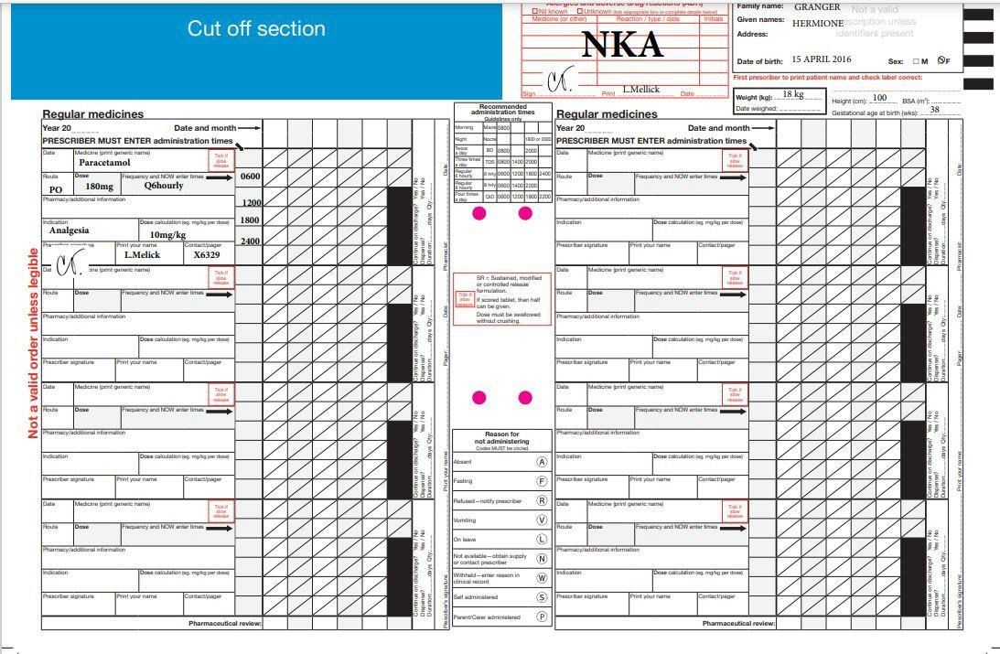 Cut off section
Allergies and adverse drug reactions (ADR)
Nil known Unknown (tick appropriate box or complete details below)
Medicine (or other) Reaction / type / date Initials
NKA
Sign Print L.Mellick Date
Family name: GRANGER
Given names: HERMIONE
Address:
Not a valid
prescription unless
identifiers present
Date of birth: 15 APRIL 2016 Sex: M F
First prescriber to print patient name and check label correct:
Weight (kg): 18 kg Height (cm): 100 BSA (m²):
Date weighed: Gestational age at birth (wks): 38
Regular medicines
Year 20 Date and month
PRESCRIBER MUST ENTER administration times
Date Medicine (print generic name) Tick if slow release
Paracetamol
Route Dose Frequency and NOW enter times 0600
PO 180mg Q6hourly
Pharmacy/additional information 1200
Indication Dose calculation (eg. mg/kg per dose) 1800
Analgesia 10mg/kg 2400
Prescriber signature Print your name Contact/pager
L.Melick X6329
Continue on discharge? Yes / No
Dispense? Yes / No
Duration: days Qty:
Medicine (print generic name) Tick if slow release
Route Dose Frequency and NOW enter times
Pharmacy/additional information
Indication Dose calculation (eg. mg/kg per dose)
Prescriber signature Print your name Contact/pager
Continue on discharge? Yes / No
Dispense? Yes / No
Duration: days Qty:
Date Medicine (print generic name) Tick if slow release
Route Dose Frequency and NOW enter times
Pharmacy/additional information
Indication Dose calculation (eg. mg/kg per dose)
Prescriber signature Print your name Contact/pager
Continue on discharge? Yes / No
Dispense? Yes / No
Duration: days Qty:
Date Medicine (print generic name) Tick if slow release
Route Dose Frequency and NOW enter times
Pharmacy/additional information
Indication Dose calculation (eg. mg/kg per dose)
Prescriber signature Print your name Contact/pager
Continue on discharge? Yes / No
Dispense? Yes / No
Duration: days Qty:
Pharmaceutical review:
Not a valid order unless legible
Prescriber's signature: Print your name: Pager: Date: Pharmacist: Date:
Recommended
administration times
Guidelines only
Morning Mane 0800
Night Nocte 1800 or 2000
Twice a day BD 0800 2000
Three times a day TDS 0800 1400 2000
Regular 6 hourly 6 hrly 0600 1200 1800 2400
Regular 8 hourly 8 hrly 0600 1400 2200
Four times a day QID 0600 1200 1800 2200
Tick if slow release
SR = Sustained, modified
or controlled release
formulation.
If scored tablet, then half
can be given.
Dose must be swallowed
without crushing.
Reason for
not administering
Codes MUST be circled
Absent A
Fasting F
Refused—notify prescriber R
Vomiting V
On leave L
Not available—obtain supply
or contact prescriber N
Withheld—enter reason in
clinical record W
Self administered S
Parent/Carer administered P
Regular medicines
Year 20 Date and month
PRESCRIBER MUST ENTER administration times
Date Medicine (print generic name) Tick if slow release
Route Dose Frequency and NOW enter times
Pharmacy/additional information
Indication Dose calculation (eg. mg/kg per dose)
Prescriber signature Print your name Contact/pager
Continue on discharge? Yes / No
Dispense? Yes / No
Duration: days Qty:
Date Medicine (print generic name) Tick if slow release
Route Dose Frequency and NOW enter times
Pharmacy/additional information
Indication Dose calculation (eg. mg/kg per dose)
Prescriber signature Print your name Contact/pager
Continue on discharge? Yes / No
Dispense? Yes / No
Duration: days Qty:
Date Medicine (print generic name) Tick if slow release
Route Dose Frequency and NOW enter times
Pharmacy/additional information
Indication Dose calculation (eg. mg/kg per dose)
Prescriber signature Print your name Contact/pager
Continue on discharge? Yes / No
Dispense? Yes / No
Duration: days Qty:
Date Medicine (print generic name) Tick if slow release
Route Dose Frequency and NOW enter times
Pharmacy/additional information
Indication Dose calculation (eg. mg/kg per dose)
Prescriber signature Print your name Contact/pager
Continue on discharge? Yes / No
Dispense? Yes / No
Duration: days Qty:
Pharmaceutical review:
Prescriber's signature: Print your name: Pager: Date: Pharmacist: Date: